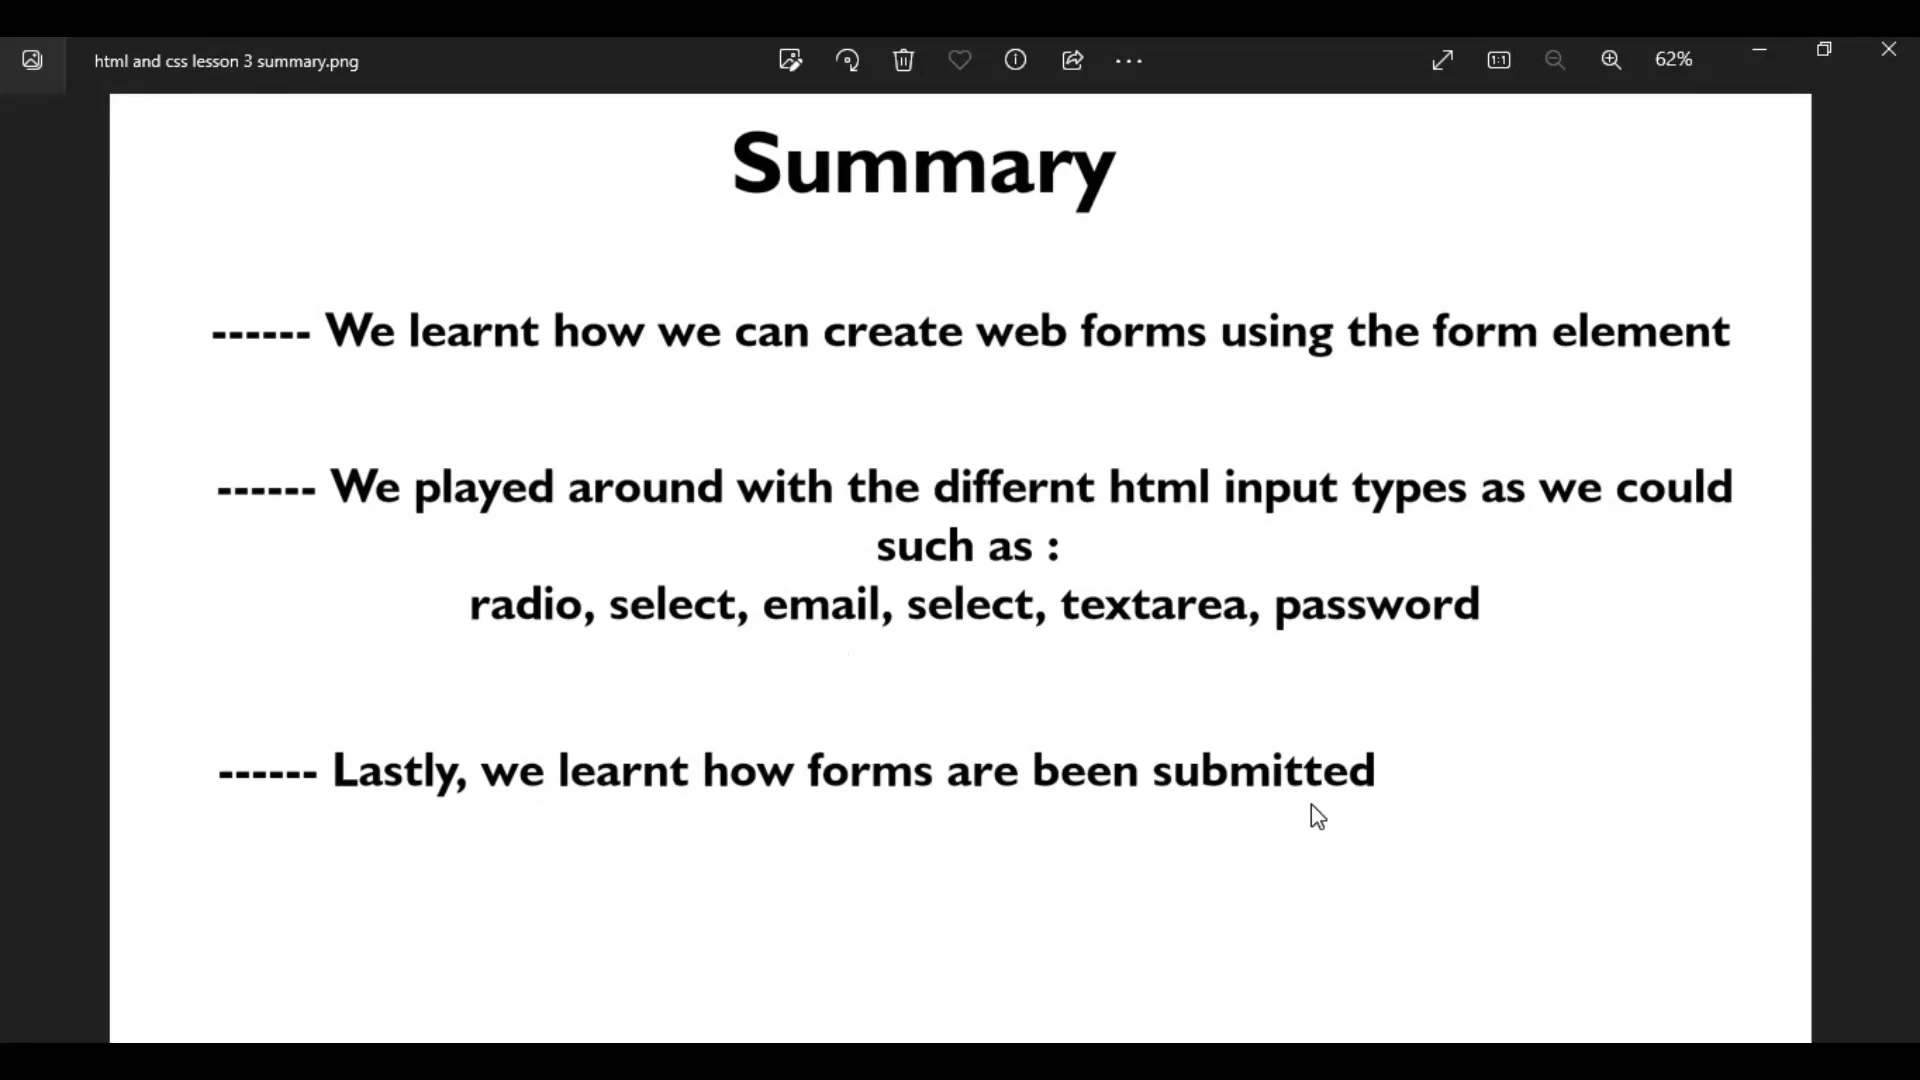 html and css lesson 3 summary.png
1:1
62%
Summary
------ We learnt how we can create web forms using the form element
------ We played around with the differnt html input types as we could
such as :
radio, select, email, select, textarea, password
------ Lastly, we learnt how forms are been submitted